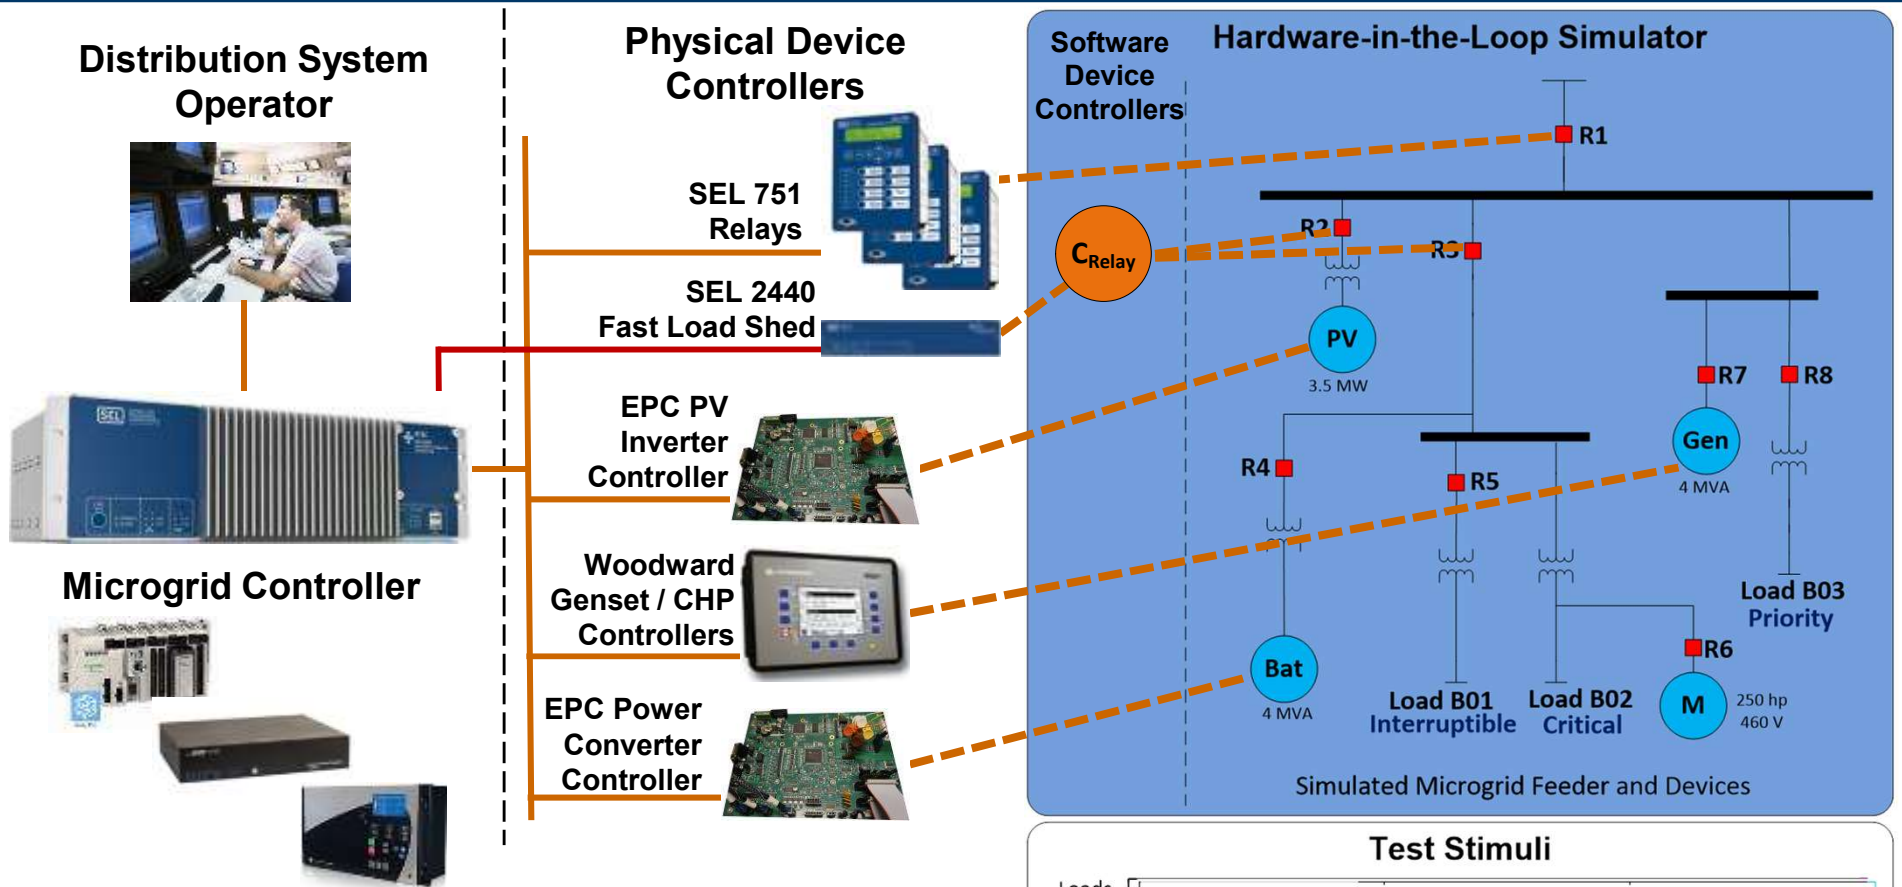 Distribution System
Operator
Microgrid Controller
Physical Device
Controllers
SEL 751
Relays
SEL 2440
Fast Load Shed
EPC PV
Inverter
Controller
Woodward
Genset / CHP
Controllers
EPC Power
Converter
Controller
SEL
Software
Device
Controllers
Hardware-in-the-Loop Simulator
R1
R2
R3
CRelay
PV
3.5 MW
R7
R8
Gen
4 MVA
R4
R5
Load B03
Priority
R6
Bat
4 MVA
Load B01
Interruptible
Load B02
Critical
M
250 hp
460 V
Simulated Microgrid Feeder and Devices
Test Stimuli
Loads